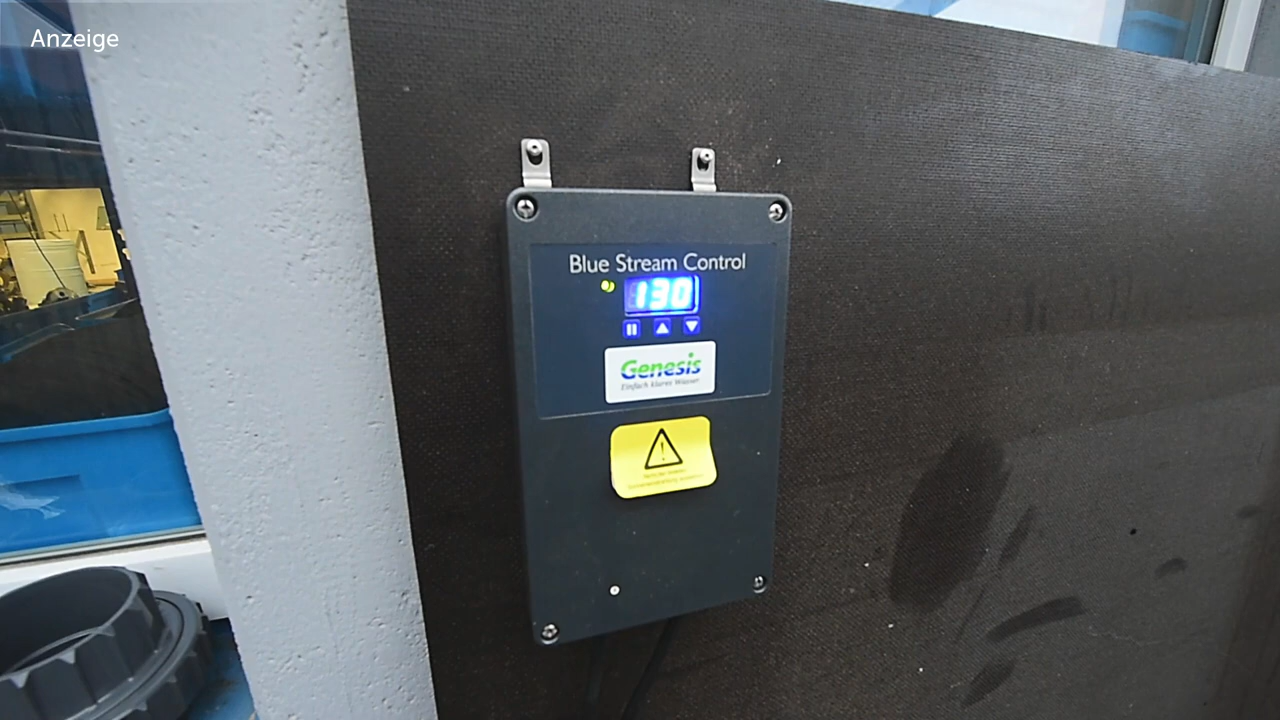 Anzeige
Blue Stream Control
130
Genesis
Einfach klares Wasser